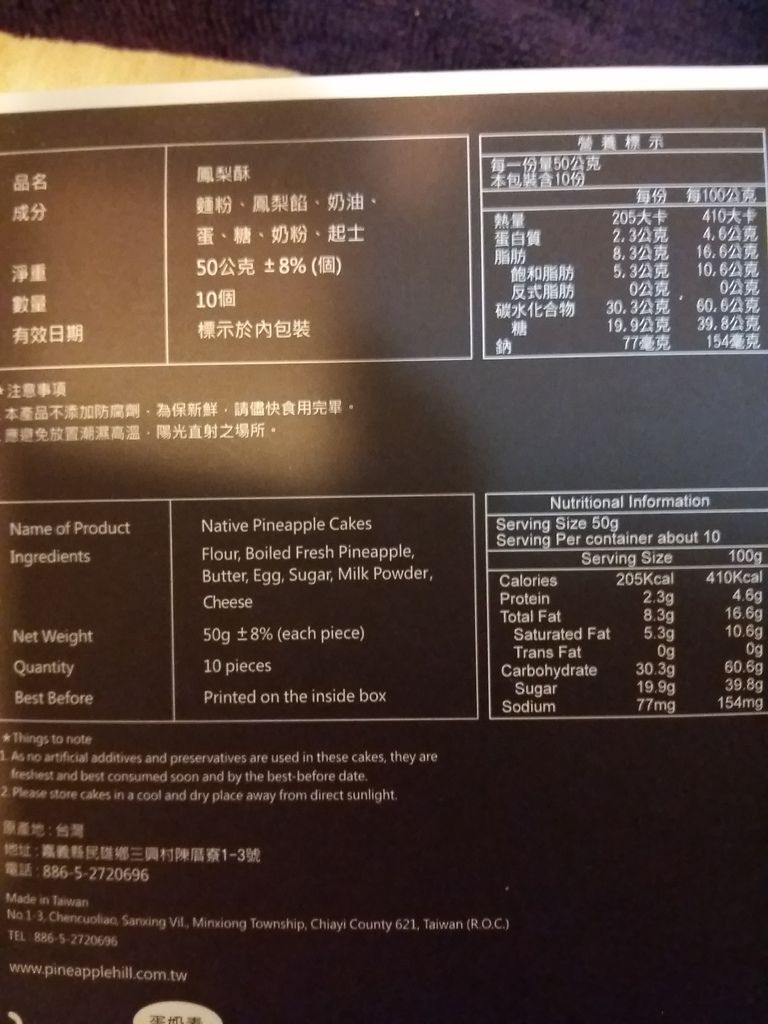 品名 鳳梨酥
成分 麵粉、鳳梨餡、奶油、
蛋、糖、奶粉、起士
淨重 50公克 ±8% (個)
數量 10個
有效日期 標示於內包裝
營養標示
每一份量50公克
本包裝含10份
每份 每100公克
熱量 205大卡 410大卡
蛋白質 2.3公克 4.6公克
脂肪 8.3公克 16.6公克
飽和脂肪 5.3公克 10.6公克
反式脂肪 0公克 0公克
碳水化合物 30.3公克 60.6公克
糖 19.9公克 39.8公克
鈉 77毫克 154毫克
★注意事項
本產品不添加防腐劑，為保新鮮，請儘快食用完畢。
應避免放置潮濕高溫，陽光直射之場所。
Name of Product Native Pineapple Cakes
Ingredients Flour, Boiled Fresh Pineapple,
Butter, Egg, Sugar, Milk Powder,
Cheese
Net Weight 50g ±8% (each piece)
Quantity 10 pieces
Best Before Printed on the inside box
Nutritional Information
Serving Size 50g
Serving Per container about 10
Serving Size 100g
Calories 205Kcal 410Kcal
Protein 2.3g 4.6g
Total Fat 8.3g 16.6g
Saturated Fat 5.3g 10.6g
Trans Fat 0g 0g
Carbohydrate 30.3g 60.6g
Sugar 19.9g 39.8g
Sodium 77mg 154mg
★Things to note
1. As no artificial additives and preservatives are used in these cakes, they are
freshest and best consumed soon and by the best-before date.
2. Please store cakes in a cool and dry place away from direct sunlight.
原產地：台灣
地址：嘉義縣民雄鄉三興村陳厝寮1-3號
電話：886-5-2720696
Made in Taiwan
No.1-3, Chencuoliao, Sanxing Vil., Minxiong Township, Chiayi County 621, Taiwan (R.O.C.)
TEL 886-5-2720696
www.pineapplehill.com.tw
蛋奶素